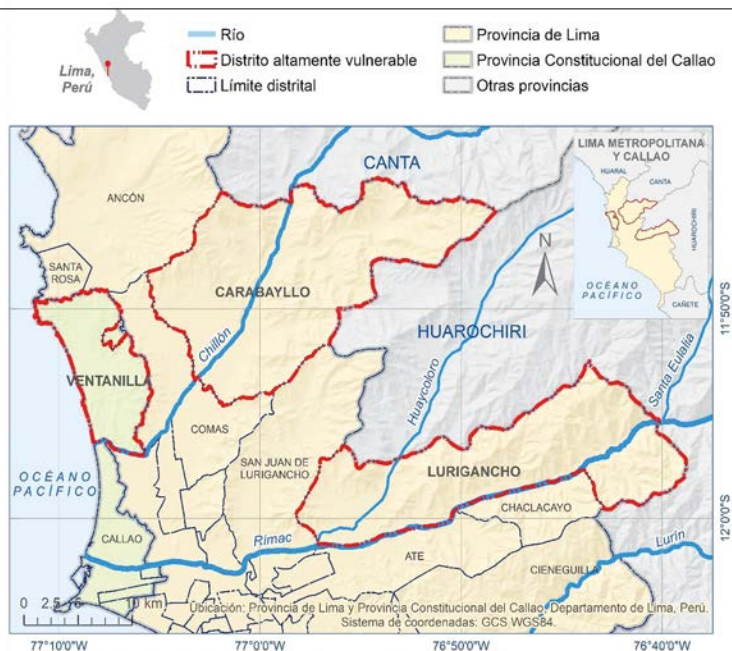 Lima,
Perú
Río
Distrito altamente vulnerable
Límite distrital
Provincia de Lima
Provincia Constitucional del Callao
Otras provincias
LIMA METROPOLITANA
Y CALLAO
HUARAL
CANTA
HUAROCHIRI
OCÉANO
PACÍFICO
CAÑETE
CANTA
ANCÓN
SANTA
ROSA
CARABAYLLO
N
HUAROCHIRI
Chillón
Huaycoloro
Santa Eulalia
VENTANILLA
COMAS
SAN JUAN DE
LURIGANCHO
LURIGANCHO
OCÉANO
PACÍFICO
CHACLACAYO
CALLAO
Rímac
ATE
Lurín
CIENEGUILLA
0 2.5 5 10 km
Ubicación: Provincia de Lima y Provincia Constitucional del Callao, Departamento de Lima, Perú.
Sistema de coordenadas: GCS WGS84.
11°50'0"S
12°0'0"S
77°10'0"W
77°0'0"W
76°50'0"W
76°40'0"W